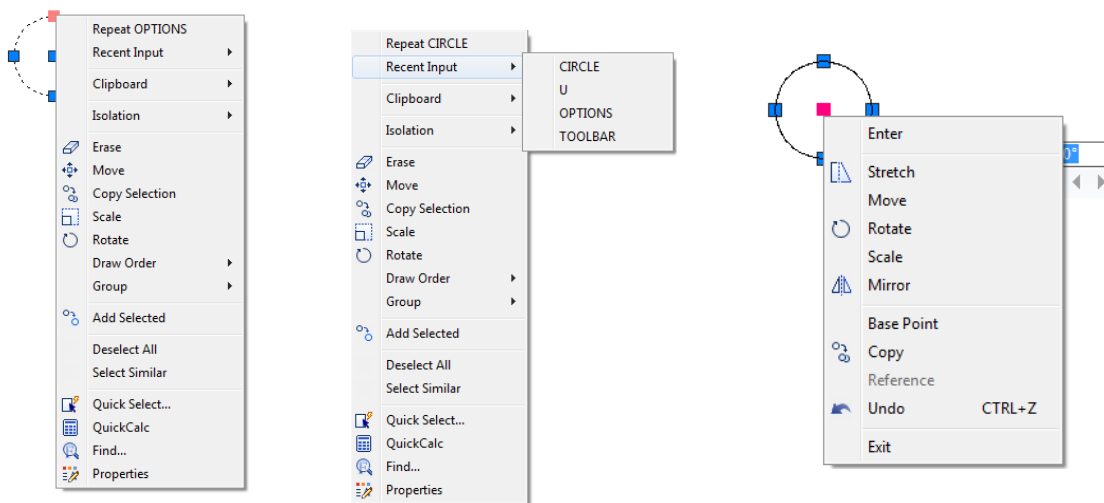 Repeat OPTIONS
Recent Input
Clipboard
Isolation
Erase
Move
Copy Selection
Scale
Rotate
Draw Order
Group
Add Selected
Deselect All
Select Similar
Quick Select...
QuickCalc
Find...
Properties
Repeat CIRCLE
Recent Input
Clipboard
Isolation
Erase
Move
Copy Selection
Scale
Rotate
Draw Order
Group
Add Selected
Deselect All
Select Similar
Quick Select...
QuickCalc
Find...
Properties
CIRCLE
U
OPTIONS
TOOLBAR
0°
Enter
Stretch
Move
Rotate
Scale
Mirror
Base Point
Copy
Reference
Undo CTRL+Z
Exit